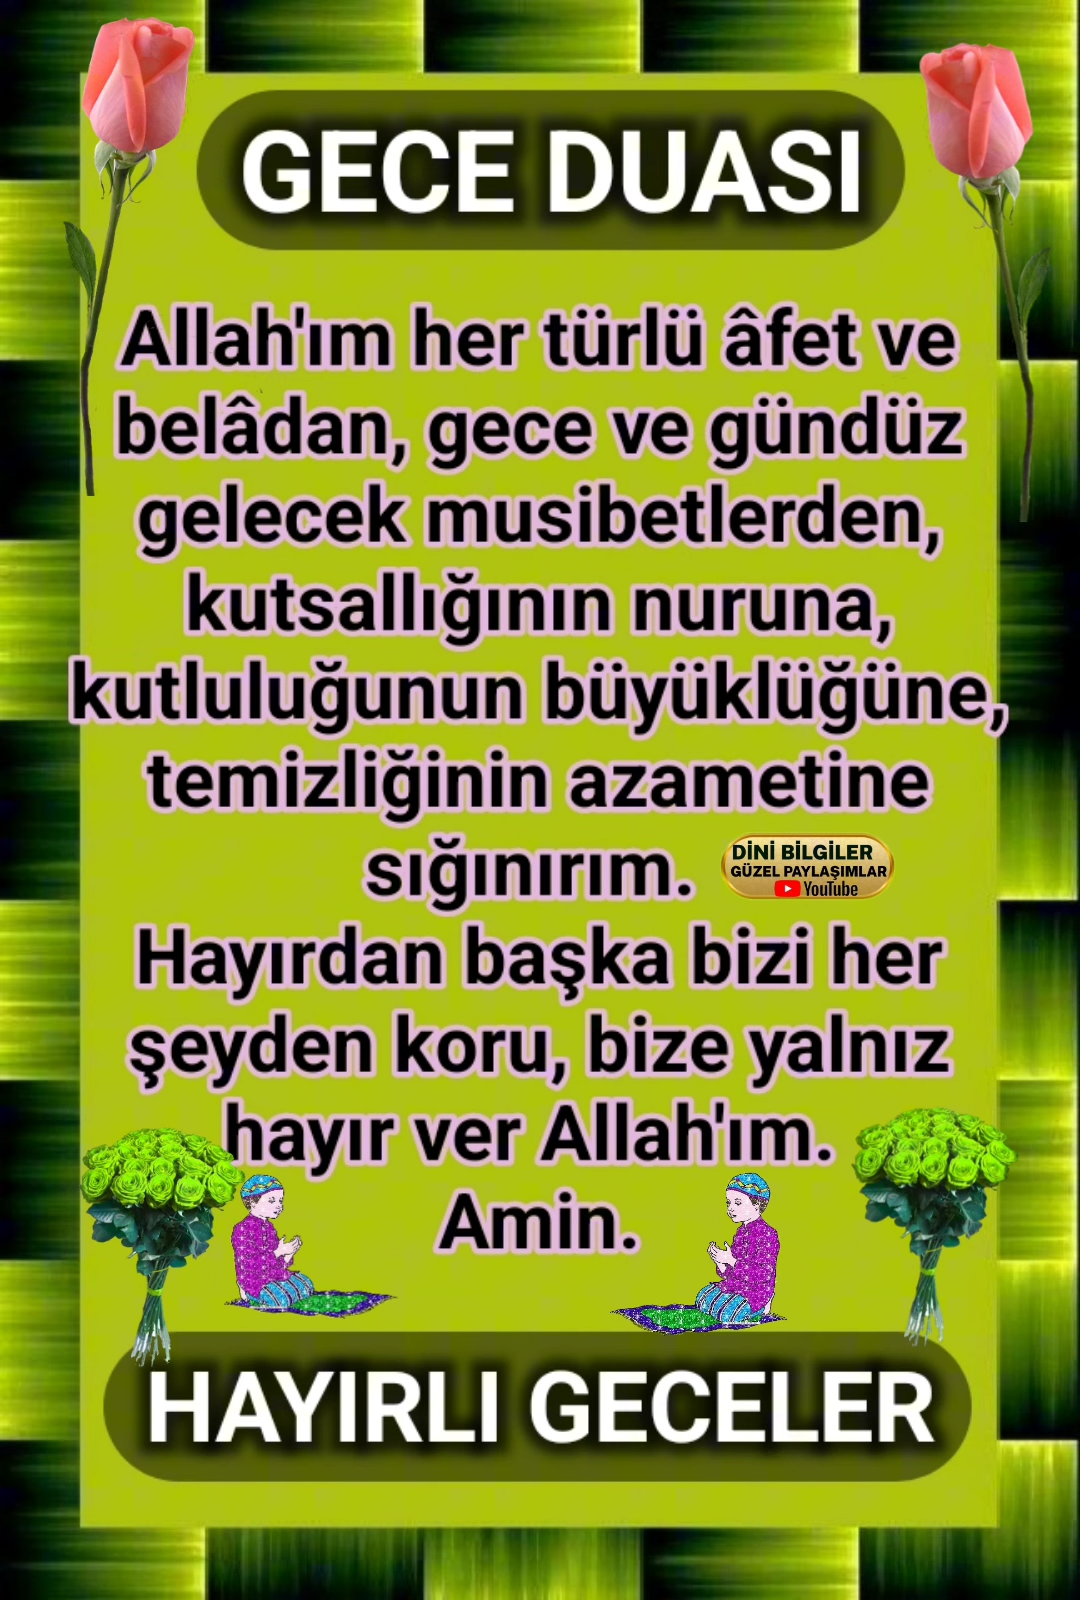 GECE DUASI
Allah'ım her türlü âfet ve
belâdan, gece ve gündüz
gelecek musibetlerden,
kutsallığının nuruna,
kutluluğunun büyüklüğüne,
temizliğinin azametine
sığınırım.
DİNİ BİLGİLER
GÜZEL PAYLAŞIMLAR
YouTube
Hayırdan başka bizi her
şeyden koru, bize yalnız
hayır ver Allah'ım.
Amin.
HAYIRLI GECELER